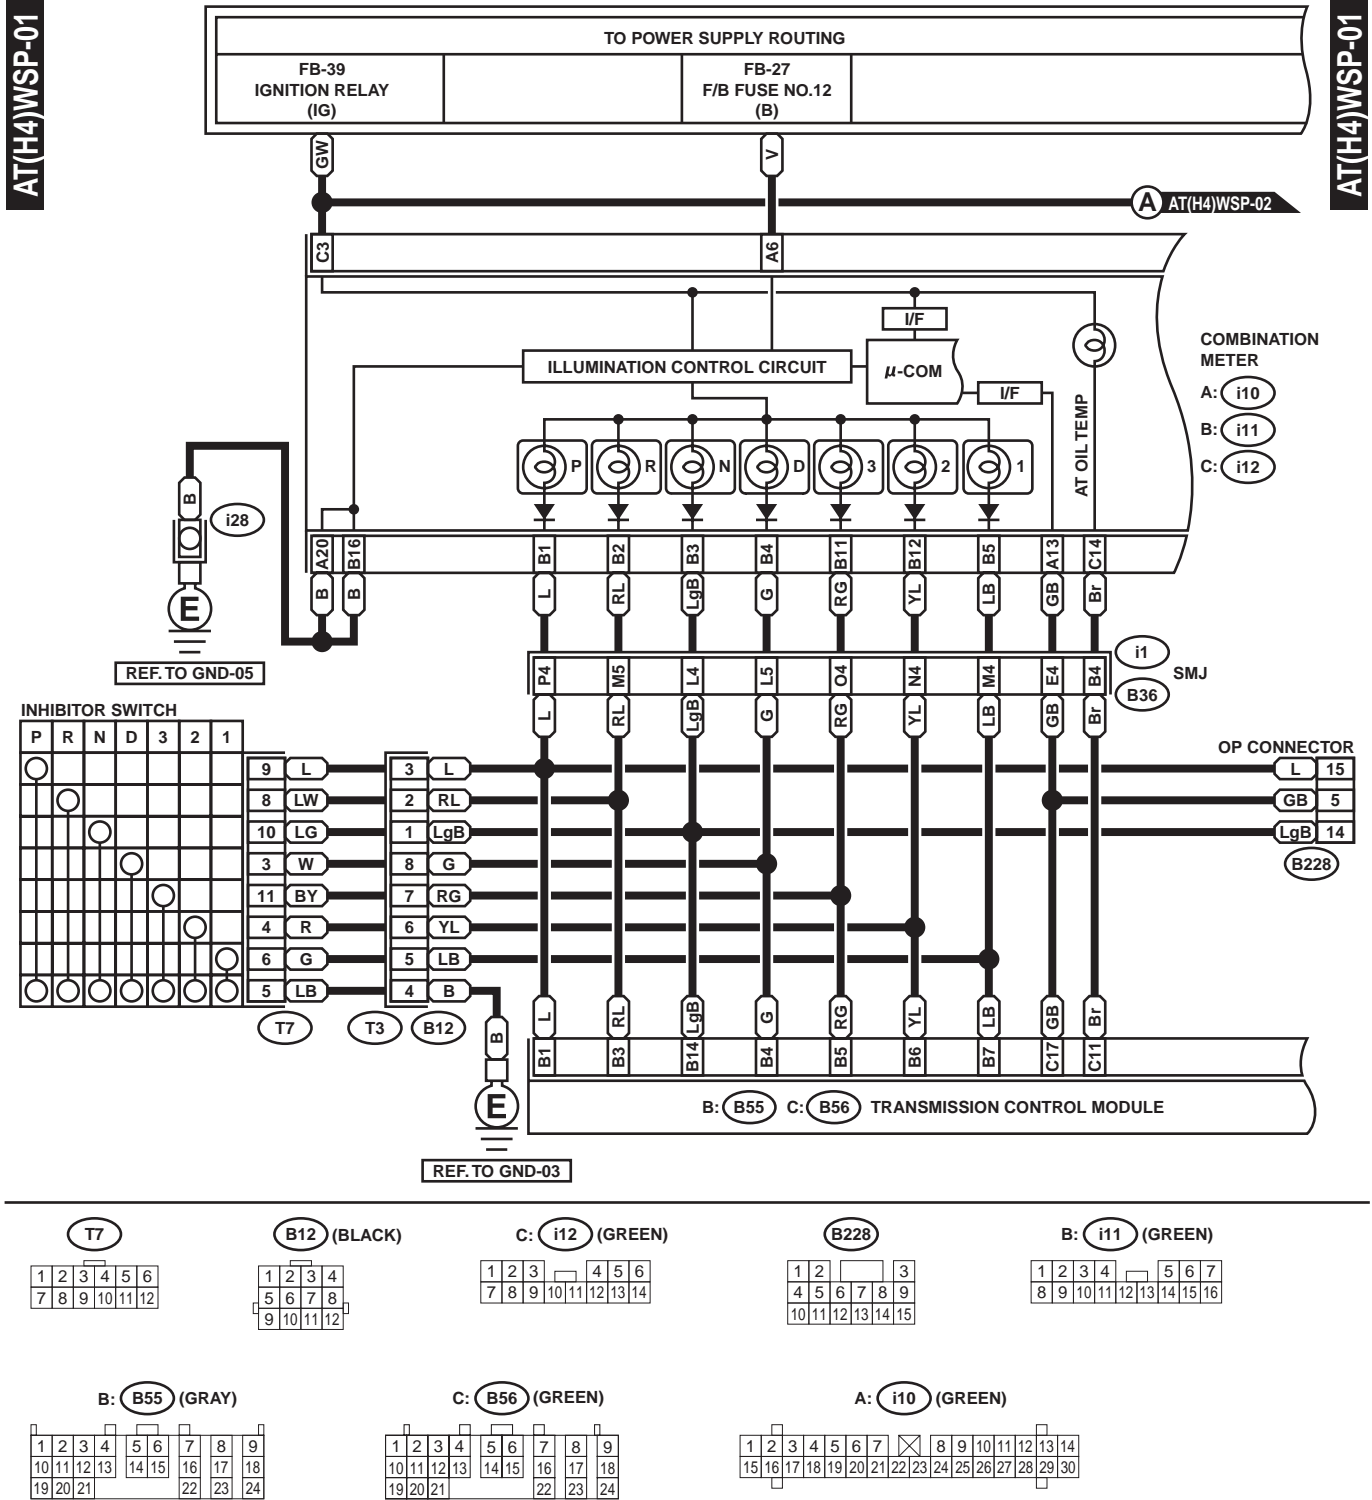 AT(H4)WSP-01
AT(H4)WSP-01
TO POWER SUPPLY ROUTING
FB-39
IGNITION RELAY
(IG)
FB-27
F/B FUSE NO.12
(B)
GW
V
A AT(H4)WSP-02
C3
A6
I/F
COMBINATION
METER
A: i10
B: i11
C: i12
ILLUMINATION CONTROL CIRCUIT
μ-COM
I/F
AT OIL TEMP
P R N D 3 2 1
B
i28
E
REF. TO GND-05
A20 B16 B1 B2 B3 B4 B11 B12 B5 A13 C14
B B L RL LgB G RG YL LB GB Br
i1
P4 M5 L4 L5 O4 N4 M4 E4 B4
SMJ
B36
L RL LgB G RG YL LB GB Br
INHIBITOR SWITCH
P R N D 3 2 1
OP CONNECTOR
9 L 3 L L 15
8 LW 2 RL GB 5
10 LG 1 LgB LgB 14
3 W 8 G
B228
11 BY 7 RG
4 R 6 YL
6 G 5 LB
5 LB 4 B
T7 T3 B12
B
L RL LgB G RG YL LB GB Br
B1 B3 B14 B4 B5 B6 B7 C17 C11
E
B: B55 C: B56 TRANSMISSION CONTROL MODULE
REF. TO GND-03
T7
1 2 3 4 5 6
7 8 9 10 11 12
B12 (BLACK)
1 2 3 4
5 6 7 8
9 10 11 12
C: i12 (GREEN)
1 2 3 4 5 6
7 8 9 10 11 12 13 14
B228
1 2 3
4 5 6 7 8 9
10 11 12 13 14 15
B: i11 (GREEN)
1 2 3 4 5 6 7
8 9 10 11 12 13 14 15 16
B: B55 (GRAY)
1 2 3 4 5 6 7 8 9
10 11 12 13 14 15 16 17 18
19 20 21 22 23 24
C: B56 (GREEN)
1 2 3 4 5 6 7 8 9
10 11 12 13 14 15 16 17 18
19 20 21 22 23 24
A: i10 (GREEN)
1 2 3 4 5 6 7 8 9 10 11 12 13 14
15 16 17 18 19 20 21 22 23 24 25 26 27 28 29 30